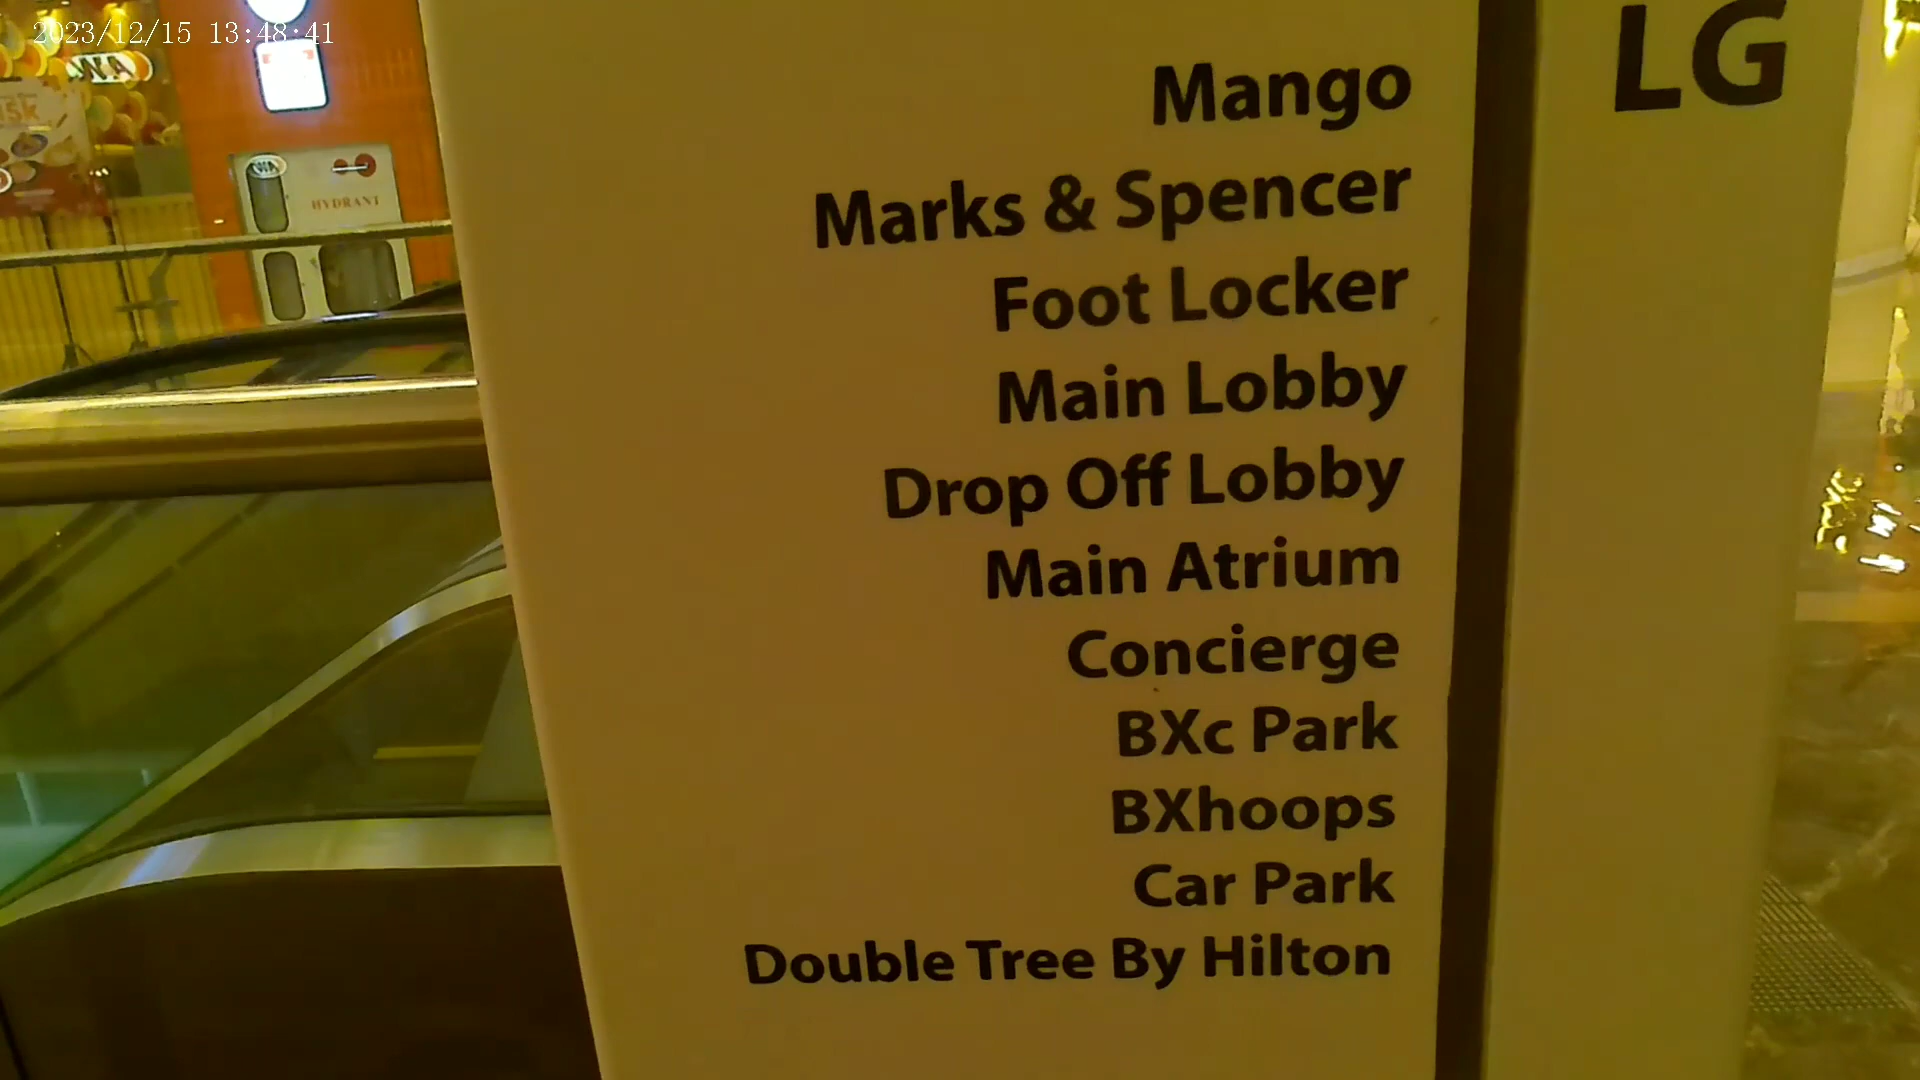 2023/12/15 13:48:41
A&W
HYDRANT
LG
Mango
Marks & Spencer
Foot Locker
Main Lobby
Drop Off Lobby
Main Atrium
Concierge
BXc Park
BXhoops
Car Park
Double Tree By Hilton